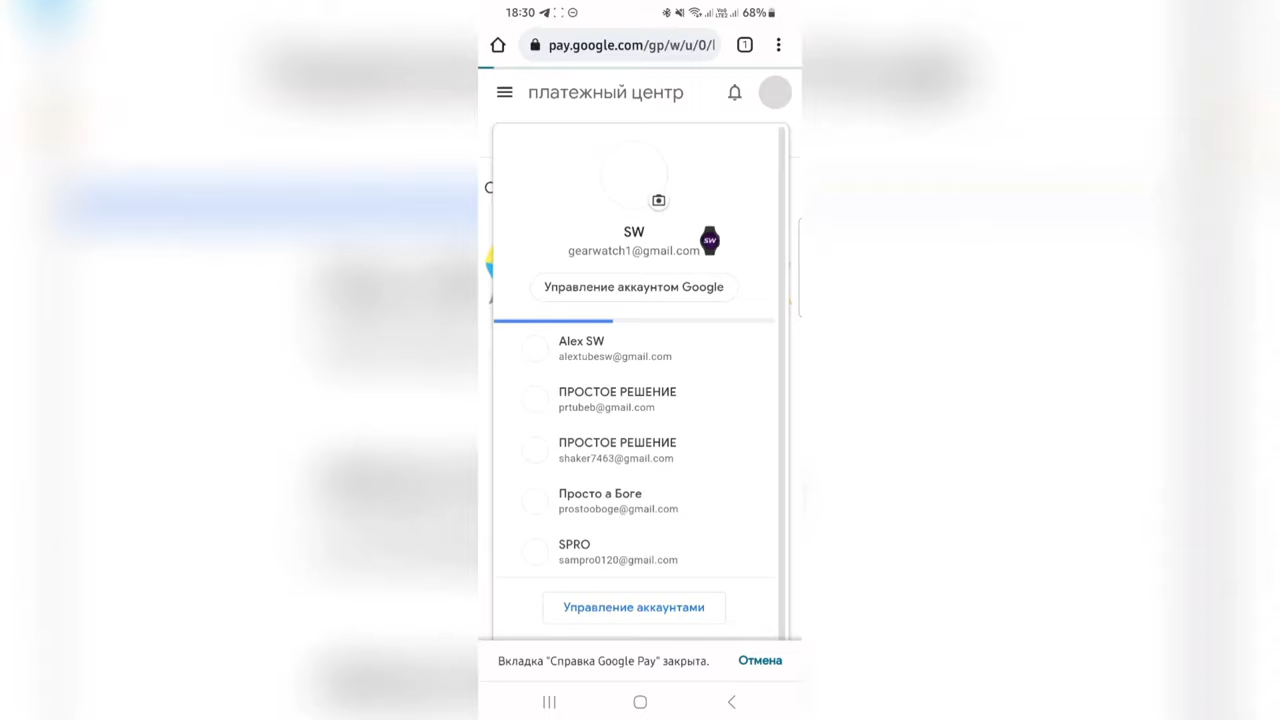 18:30 68%
pay.google.com/gp/w/u/0/ 1
платежный центр
SW
gearwatch1@gmail.com SW
Управление аккаунтом Google
Alex SW
alextubesw@gmail.com
ПРОСТОЕ РЕШЕНИЕ
prtubeb@gmail.com
ПРОСТОЕ РЕШЕНИЕ
shaker7463@gmail.com
Просто а Боге
prostooboge@gmail.com
SPRO
sampro0120@gmail.com
Управление аккаунтами
Вкладка "Справка Google Pay" закрыта. Отмена